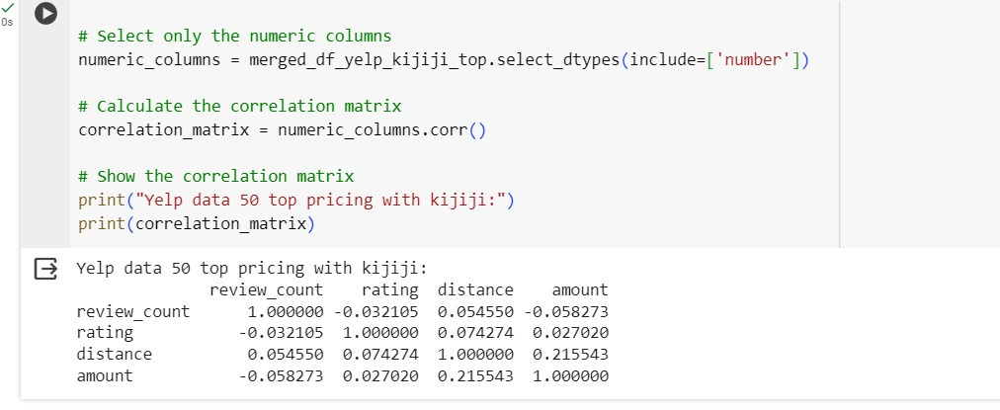 0s
# Select only the numeric columns
numeric_columns = merged_df_yelp_kijiji_top.select_dtypes(include=['number'])
# Calculate the correlation matrix
correlation_matrix = numeric_columns.corr()
# Show the correlation matrix
print("Yelp data 50 top pricing with kijiji:")
print(correlation_matrix)
Yelp data 50 top pricing with kijiji:
review_count rating distance amount
review_count 1.000000 -0.032105 0.054550 -0.058273
rating -0.032105 1.000000 0.074274 0.027020
distance 0.054550 0.074274 1.000000 0.215543
amount -0.058273 0.027020 0.215543 1.000000